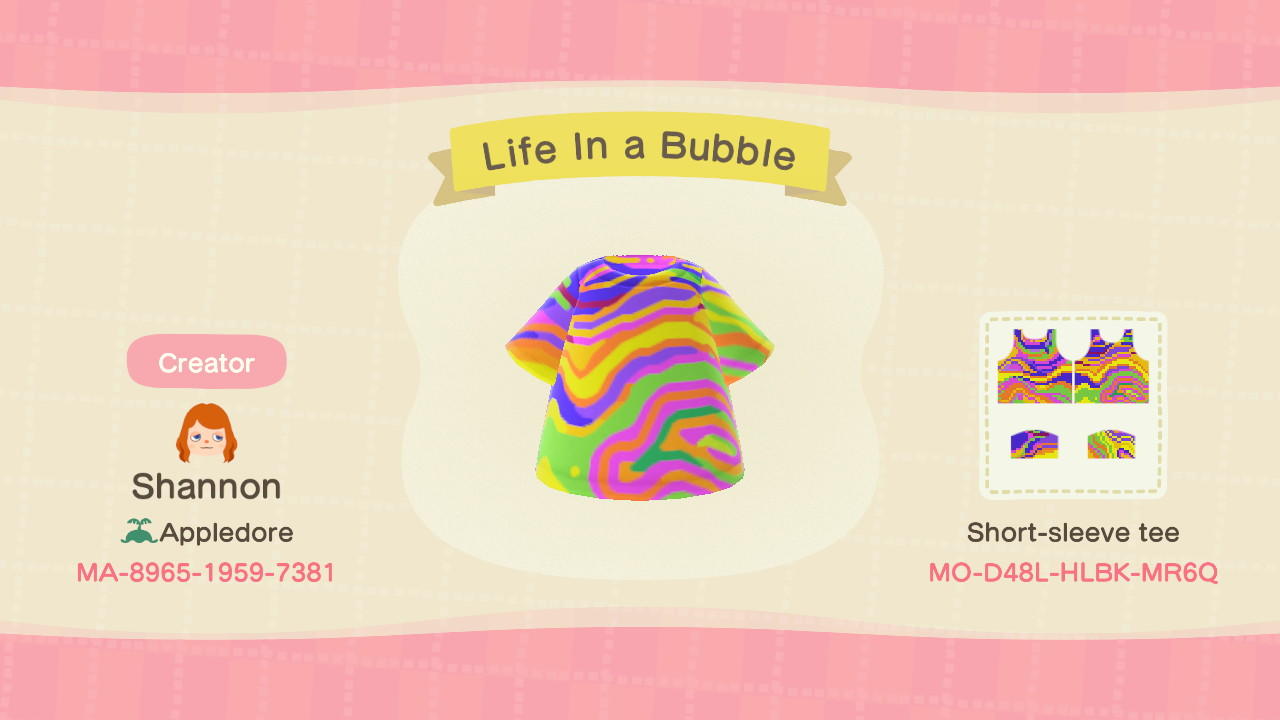 Life In a Bubble
Creator
Shannon
Appledore
MA-8965-1959-7381
Short-sleeve tee
MO-D48L-HLBK-MR6Q